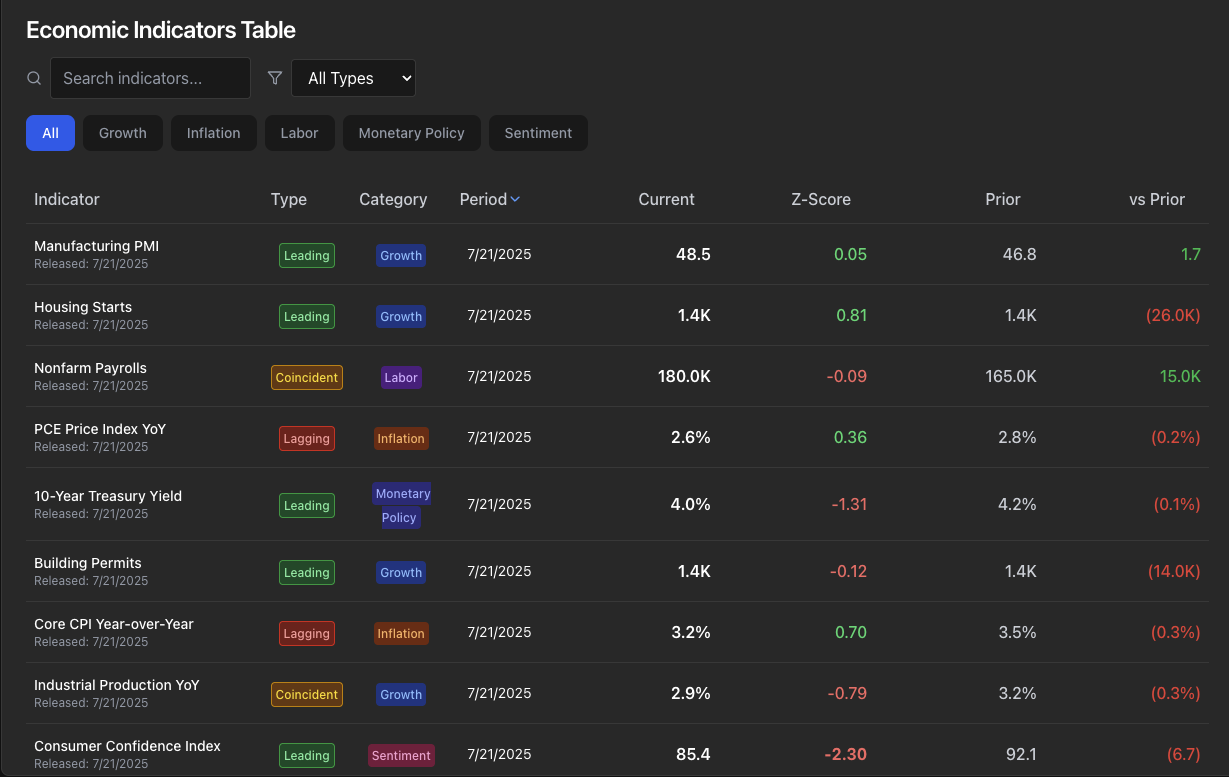 Economic Indicators Table
Search indicators...
All Types
All Growth Inflation Labor Monetary Policy Sentiment
Indicator Type Category Period Current Z-Score Prior vs Prior
Manufacturing PMI
Released: 7/21/2025
Leading Growth 7/21/2025 48.5 0.05 46.8 1.7
Housing Starts
Released: 7/21/2025
Leading Growth 7/21/2025 1.4K 0.81 1.4K (26.0K)
Nonfarm Payrolls
Released: 7/21/2025
Coincident Labor 7/21/2025 180.0K -0.09 165.0K 15.0K
PCE Price Index YoY
Released: 7/21/2025
Lagging Inflation 7/21/2025 2.6% 0.36 2.8% (0.2%)
10-Year Treasury Yield
Released: 7/21/2025
Leading Monetary Policy 7/21/2025 4.0% -1.31 4.2% (0.1%)
Building Permits
Released: 7/21/2025
Leading Growth 7/21/2025 1.4K -0.12 1.4K (14.0K)
Core CPI Year-over-Year
Released: 7/21/2025
Lagging Inflation 7/21/2025 3.2% 0.70 3.5% (0.3%)
Industrial Production YoY
Released: 7/21/2025
Coincident Growth 7/21/2025 2.9% -0.79 3.2% (0.3%)
Consumer Confidence Index
Released: 7/21/2025
Leading Sentiment 7/21/2025 85.4 -2.30 92.1 (6.7)